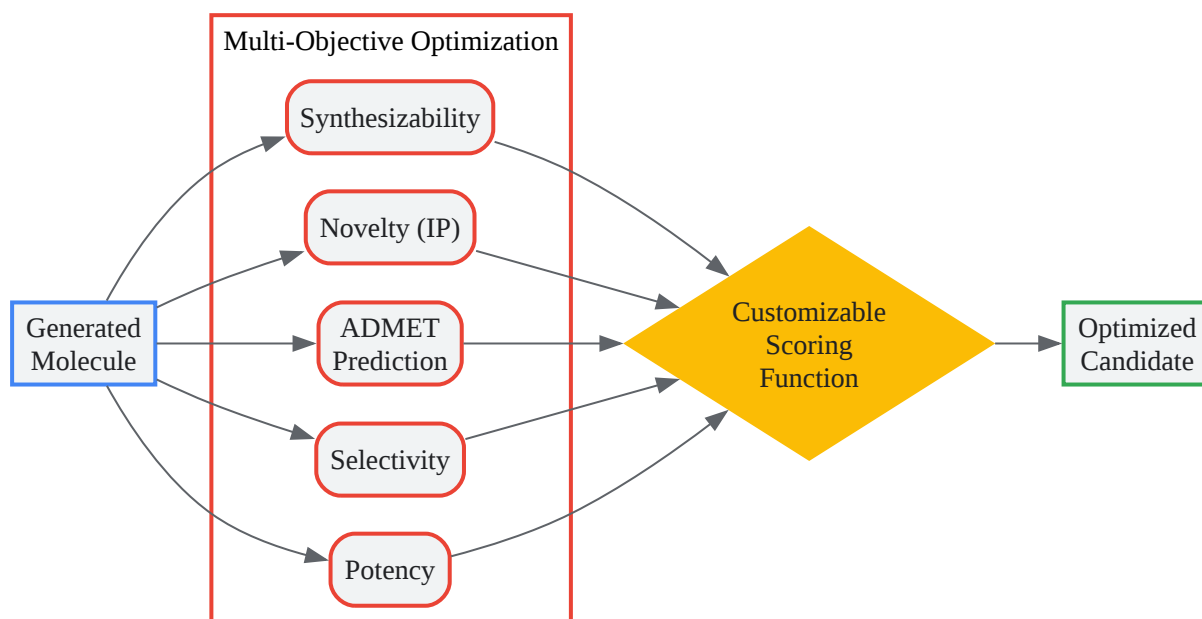 Multi-Objective Optimization
Synthesizability
Novelty (IP)
Generated
Molecule
ADMET
Prediction
Customizable
Scoring
Function
Optimized
Candidate
Selectivity
Potency